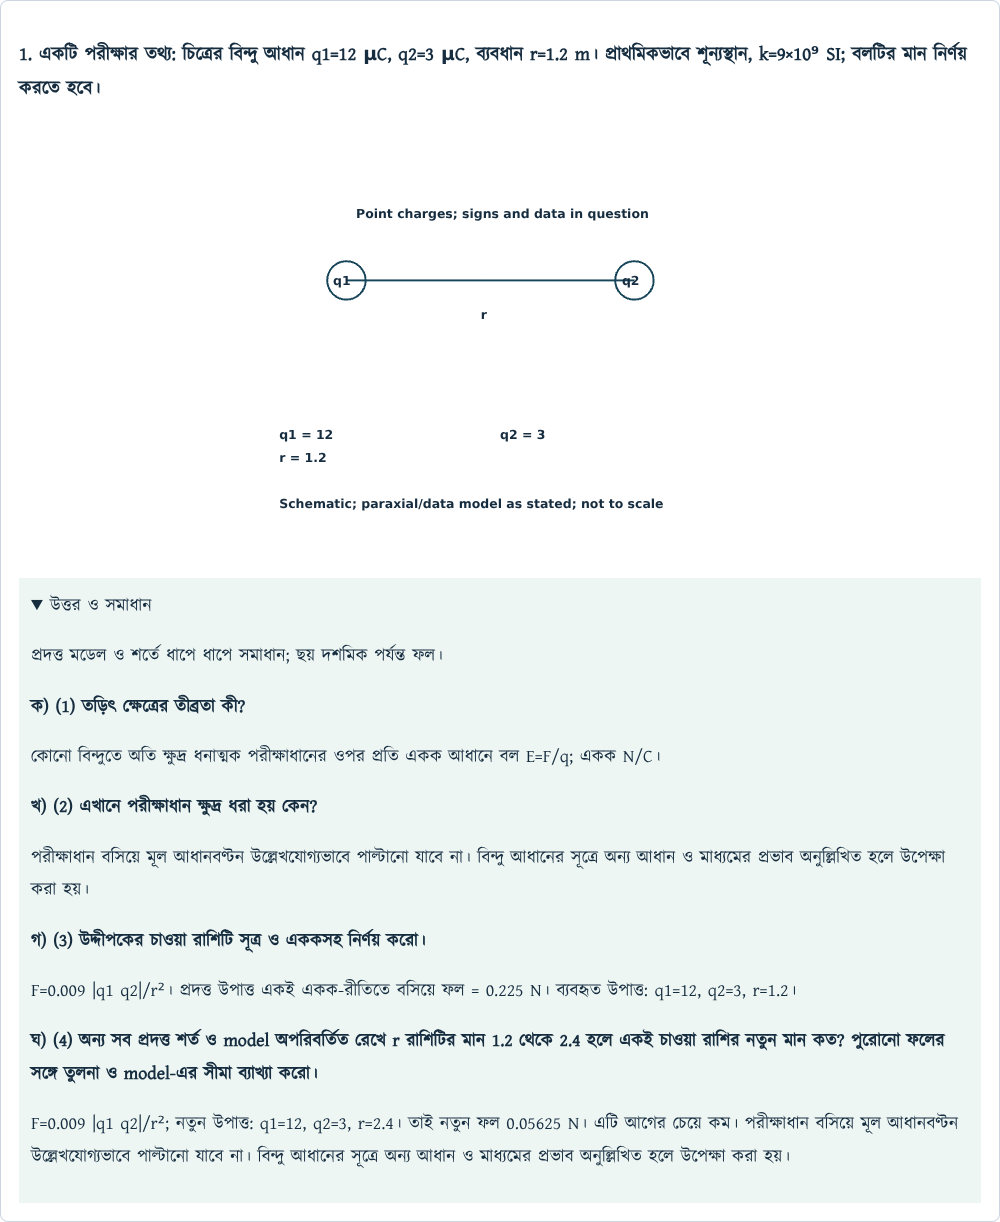 1. একটি পরীক্ষার তথ্য: চিত্রের বিন্দু আধান q1=12 μC, q2=3 μC, ব্যবধান r=1.2 m। প্রাথমিকভাবে শূন্যস্থান, k=9×10⁹ SI; বলটির মান নির্ণয়
করতে হবে।
Point charges; signs and data in question
q1 q2
r
q1 = 12 q2 = 3
r = 1.2
Schematic; paraxial/data model as stated; not to scale
▼ উত্তর ও সমাধান
প্রদত্ত মডেল ও শর্তে ধাপে ধাপে সমাধান; ছয় দশমিক পর্যন্ত ফল।
ক) (1) তড়িৎ ক্ষেত্রের তীব্রতা কী?
কোনো বিন্দুতে অতি ক্ষুদ্র ধনাত্মক পরীক্ষাধানের ওপর প্রতি একক আধানে বল E=F/q; একক N/C।
খ) (2) এখানে পরীক্ষাধান ক্ষুদ্র ধরা হয় কেন?
পরীক্ষাধান বসিয়ে মূল আধানবণ্টন উল্লেখযোগ্যভাবে পাল্টানো যাবে না। বিন্দু আধানের সূত্রে অন্য আধান ও মাধ্যমের প্রভাব অনুল্লিখিত হলে উপেক্ষা
করা হয়।
গ) (3) উদ্দীপকের চাওয়া রাশিটি সূত্র ও এককসহ নির্ণয় করো।
F=0.009 |q1 q2|/r²। প্রদত্ত উপাত্ত একই একক-রীতিতে বসিয়ে ফল = 0.225 N। ব্যবহৃত উপাত্ত: q1=12, q2=3, r=1.2।
ঘ) (4) অন্য সব প্রদত্ত শর্ত ও model অপরিবর্তিত রেখে r রাশিটির মান 1.2 থেকে 2.4 হলে একই চাওয়া রাশির নতুন মান কত? পুরোনো ফলের
সঙ্গে তুলনা ও model-এর সীমা ব্যাখ্যা করো।
F=0.009 |q1 q2|/r²; নতুন উপাত্ত: q1=12, q2=3, r=2.4। তাই নতুন ফল 0.05625 N। এটি আগের চেয়ে কম। পরীক্ষাধান বসিয়ে মূল আধানবণ্টন
উল্লেখযোগ্যভাবে পাল্টানো যাবে না। বিন্দু আধানের সূত্রে অন্য আধান ও মাধ্যমের প্রভাব অনুল্লিখিত হলে উপেক্ষা করা হয়।